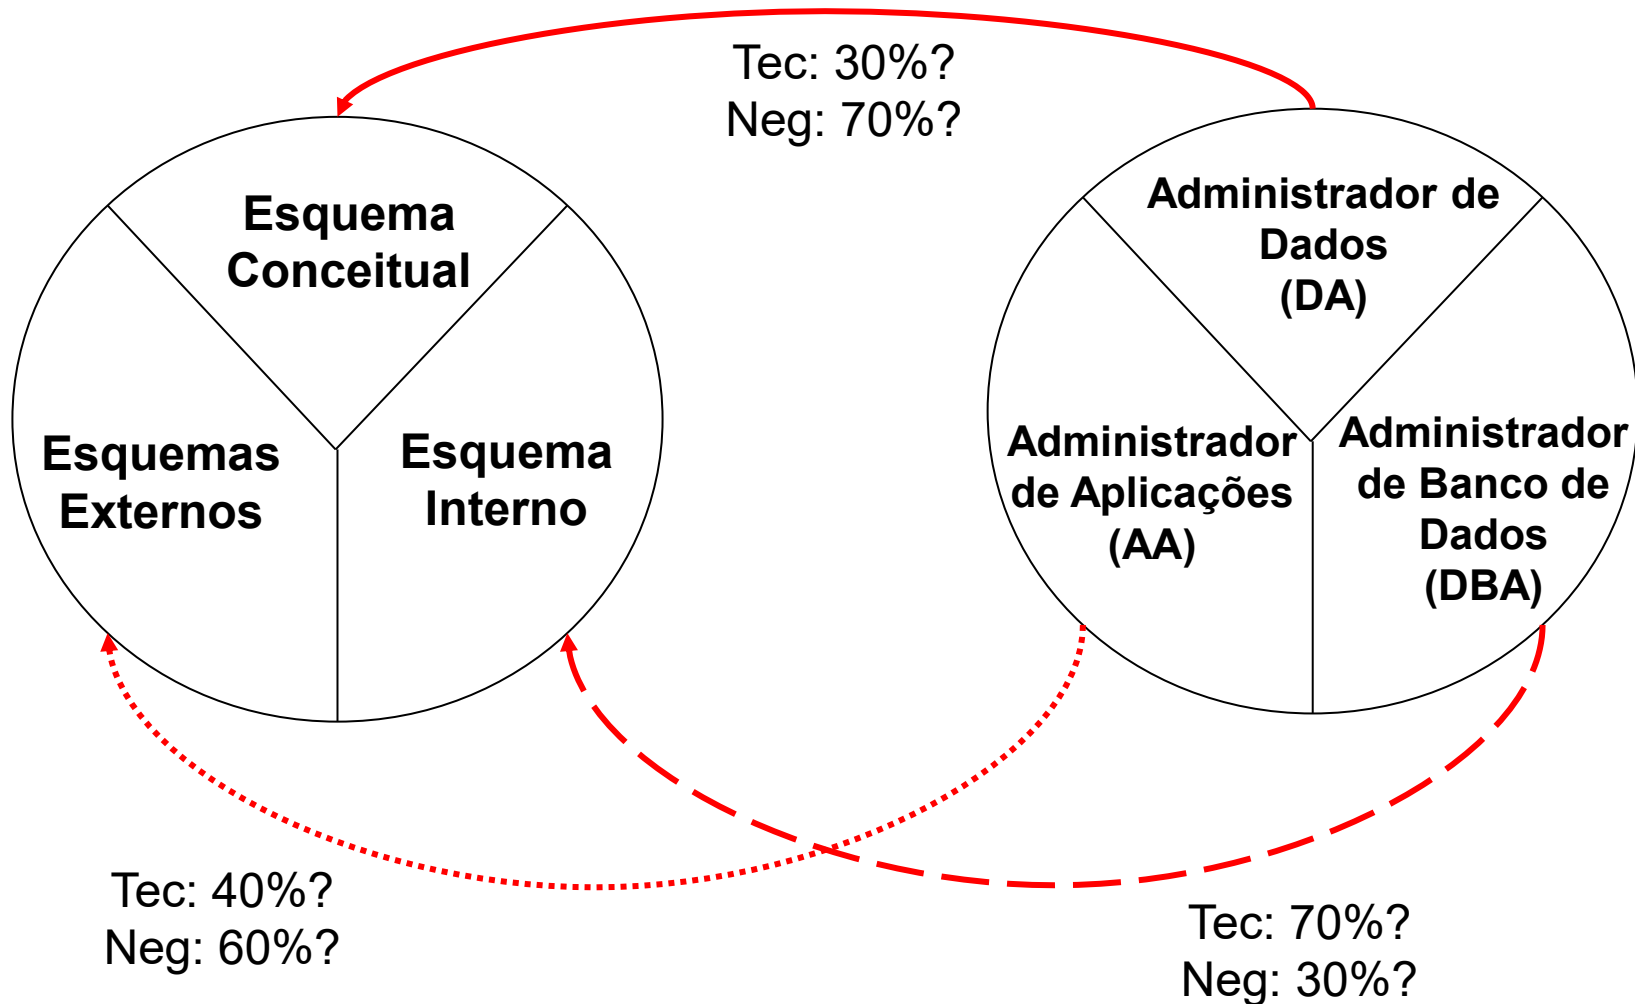 Tec: 30%?
Neg: 70%?
Esquema
Conceitual
Esquemas
Externos
Esquema
Interno
Administrador de
Dados
(DA)
Administrador
de Aplicações
(AA)
Administrador
de Banco de
Dados
(DBA)
Tec: 40%?
Neg: 60%?
Tec: 70%?
Neg: 30%?